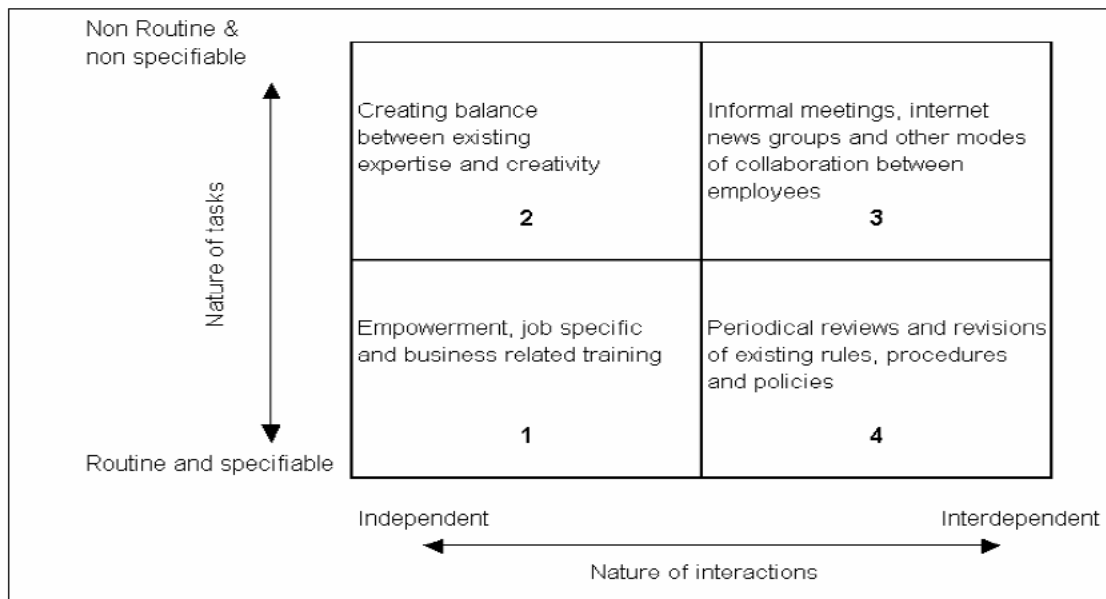 Non Routine &
non specifiable
Nature of tasks
Creating balance
between existing
expertise and creativity
2
Informal meetings, internet
news groups and other modes
of collaboration between
employees
3
Empowerment, job specific
and business related training
1
Periodical reviews and revisions
of existing rules, procedures
and policies
4
Routine and specifiable
Independent
Interdependent
Nature of interactions